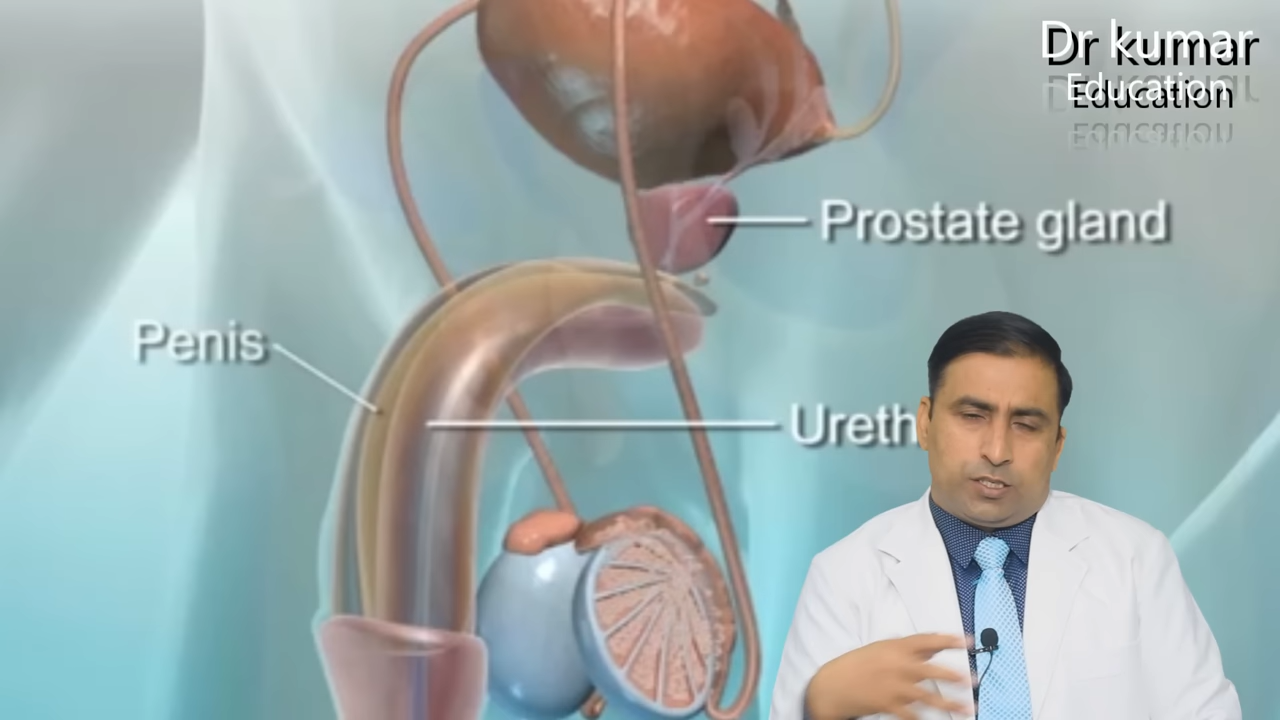 Dr kumar
Education
Prostate gland
Penis
Ureth